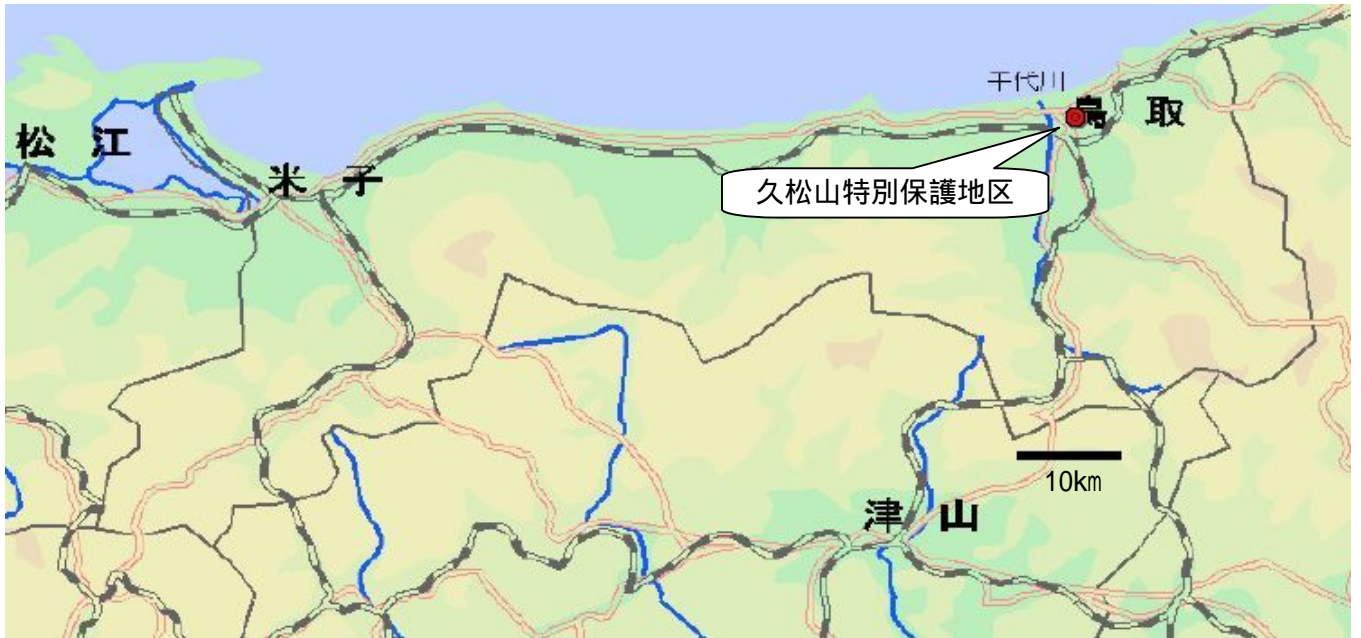 千代川
鳥取
松江
米子
久松山特別保護地区
10km
津山